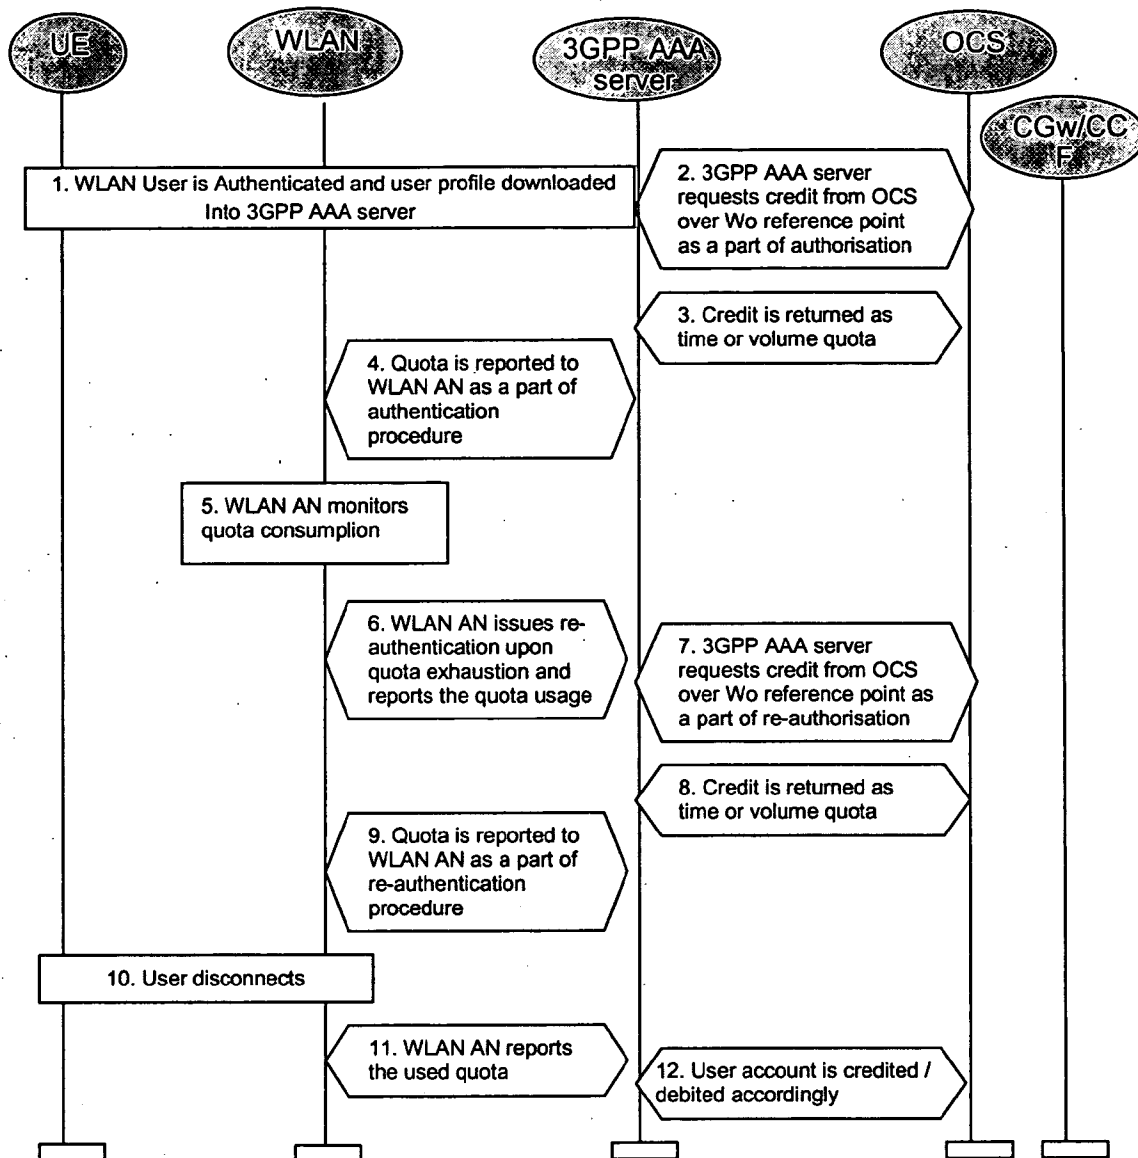 UE
WLAN
3GPP AAA
server
OCS
CGw/CC
F
1. WLAN User is Authenticated and user profile downloaded
Into 3GPP AAA server
2. 3GPP AAA server
requests credit from OCS
over Wo reference point
as a part of authorisation
3. Credit is returned as
time or volume quota
4. Quota is reported to
WLAN AN as a part of
authentication
procedure
5. WLAN AN monitors
quota consumption
6. WLAN AN issues re-
authentication upon
quota exhaustion and
reports the quota usage
7. 3GPP AAA server
requests credit from OCS
over Wo reference point as
a part of re-authorisation
8. Credit is returned as
time or volume quota
9. Quota is reported to
WLAN AN as a part of
re-authentication
procedure
10. User disconnects
11. WLAN AN reports
the used quota
12. User account is credited /
debited accordingly